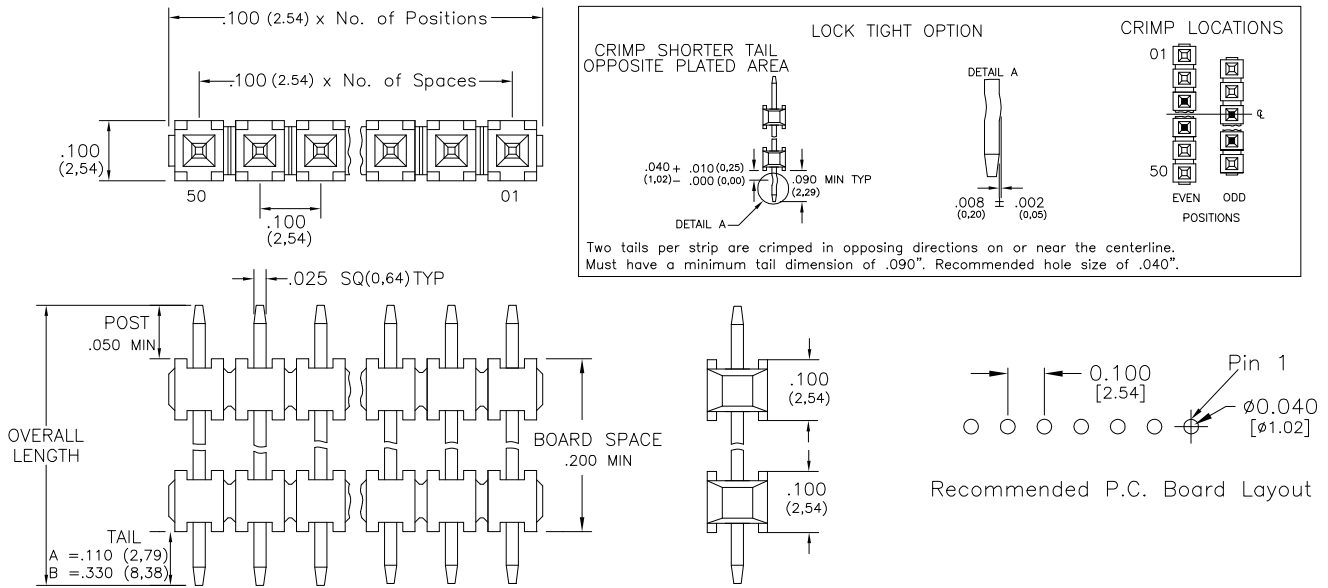 .100 (2.54) x No. of Positions
.100 (2.54) x No. of Spaces
.100
(2,54)
50
01
.100
(2,54)
LOCK TIGHT OPTION
CRIMP LOCATIONS
CRIMP SHORTER TAIL
OPPOSITE PLATED AREA
.040 + .010 (0,25)
(1,02) - .000 (0,00)
.090 MIN TYP
(2,29)
DETAIL A
DETAIL A
.008 ± .002
(0,20) (0,05)
01
50
℄
EVEN ODD
POSITIONS
Two tails per strip are crimped in opposing directions on or near the centerline.
Must have a minimum tail dimension of .090". Recommended hole size of .040".
.025 SQ(0,64) TYP
POST
.050 MIN
OVERALL
LENGTH
BOARD SPACE
.200 MIN
TAIL
A =.110 (2,79)
B =.330 (8,38)
.100
(2,54)
.100
(2,54)
0.100
[2.54]
Pin 1
ø0.040
[ø1.02]
Recommended P.C. Board Layout